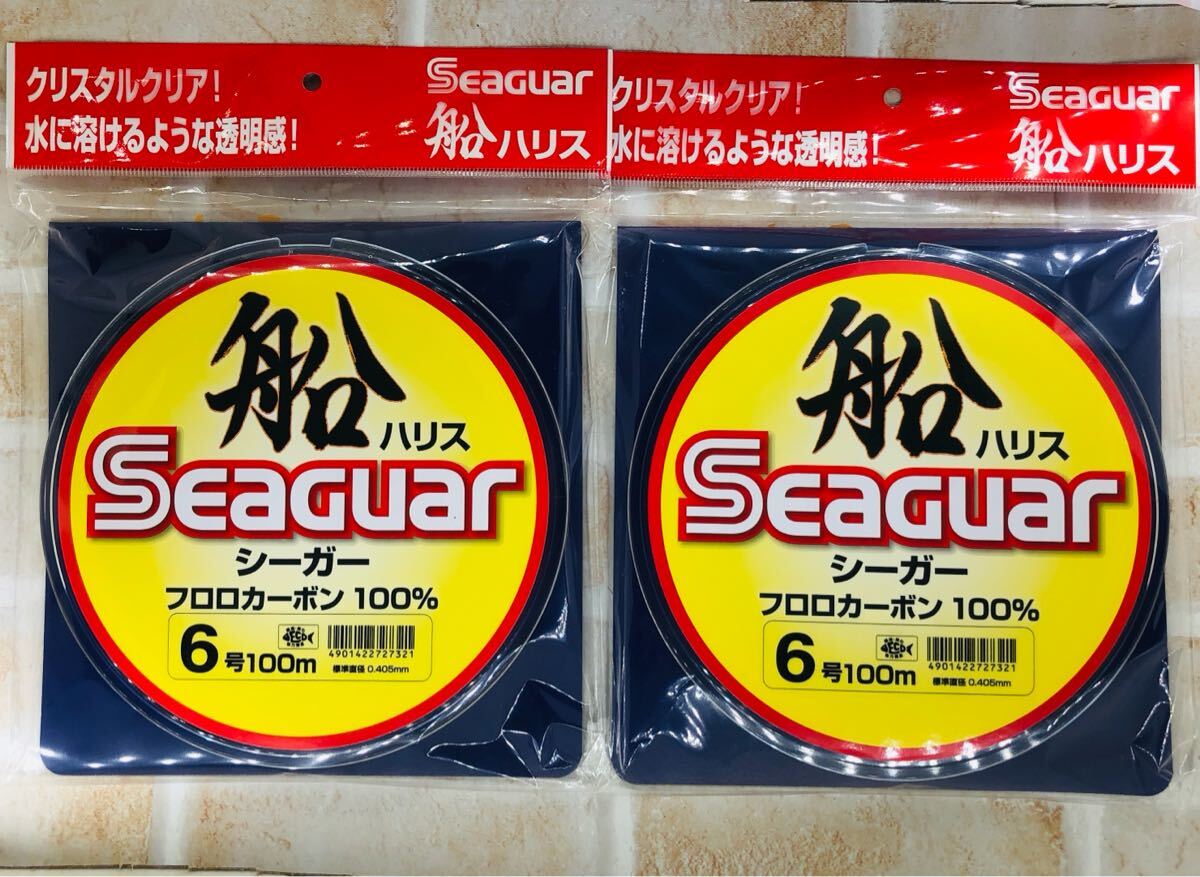 クリスタルクリア！
水に溶けるような透明感！
SEAGUAR
船ハリス
船
ハリス
SEAGUAR
シーガー
フロロカーボン 100%
6号100m
4901422727321
標準直径 0.405mm
クリスタルクリア！
水に溶けるような透明感！
SEAGUAR
船ハリス
船
ハリス
SEAGUAR
シーガー
フロロカーボン 100%
6号100m
4901422727321
標準直径 0.405mm